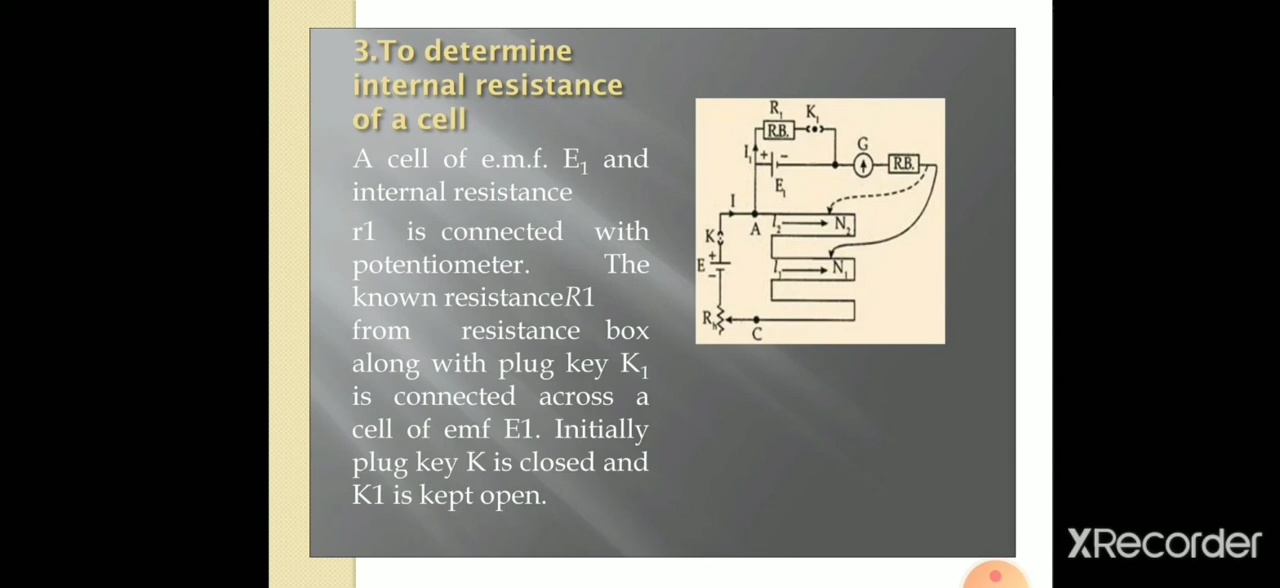 3.To determine
internal resistance
of a cell
A cell of e.m.f. E₁ and
internal resistance
r1 is connected with
potentiometer. The
known resistanceR1
from resistance box
along with plug key K₁
is connected across a
cell of emf E1. Initially
plug key K is closed and
K1 is kept open.
R₁ K₁
R.B.
G
I₁ + -
R.B.
E₁
I
A l₂ N₂
K
+
E
-
l₁ N₁
Rₕ
C
XRecorder